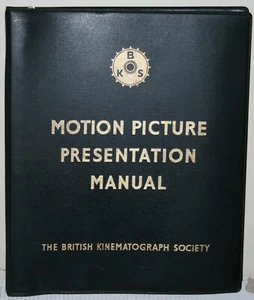 B
K S
MOTION PICTURE
PRESENTATION
MANUAL
THE BRITISH KINEMATOGRAPH SOCIETY